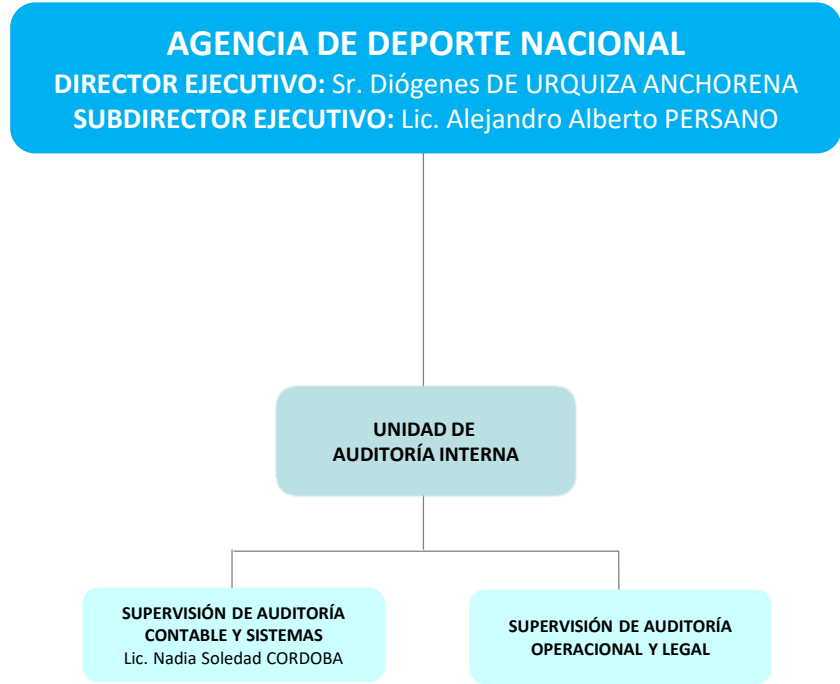 AGENCIA DE DEPORTE NACIONAL
DIRECTOR EJECUTIVO: Sr. Diógenes DE URQUIZA ANCHORENA
SUBDIRECTOR EJECUTIVO: Lic. Alejandro Alberto PERSANO
UNIDAD DE
AUDITORÍA INTERNA
SUPERVISIÓN DE AUDITORÍA
CONTABLE Y SISTEMAS
Lic. Nadia Soledad CORDOBA
SUPERVISIÓN DE AUDITORÍA
OPERACIONAL Y LEGAL